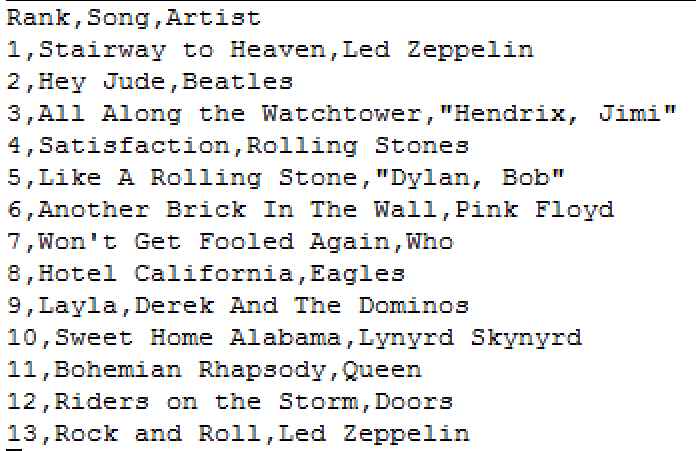 Rank,Song,Artist
1,Stairway to Heaven,Led Zeppelin
2,Hey Jude,Beatles
3,All Along the Watchtower,"Hendrix, Jimi"
4,Satisfaction,Rolling Stones
5,Like A Rolling Stone,"Dylan, Bob"
6,Another Brick In The Wall,Pink Floyd
7,Won't Get Fooled Again,Who
8,Hotel California,Eagles
9,Layla,Derek And The Dominos
10,Sweet Home Alabama,Lynyrd Skynyrd
11,Bohemian Rhapsody,Queen
12,Riders on the Storm,Doors
13,Rock and Roll,Led Zeppelin